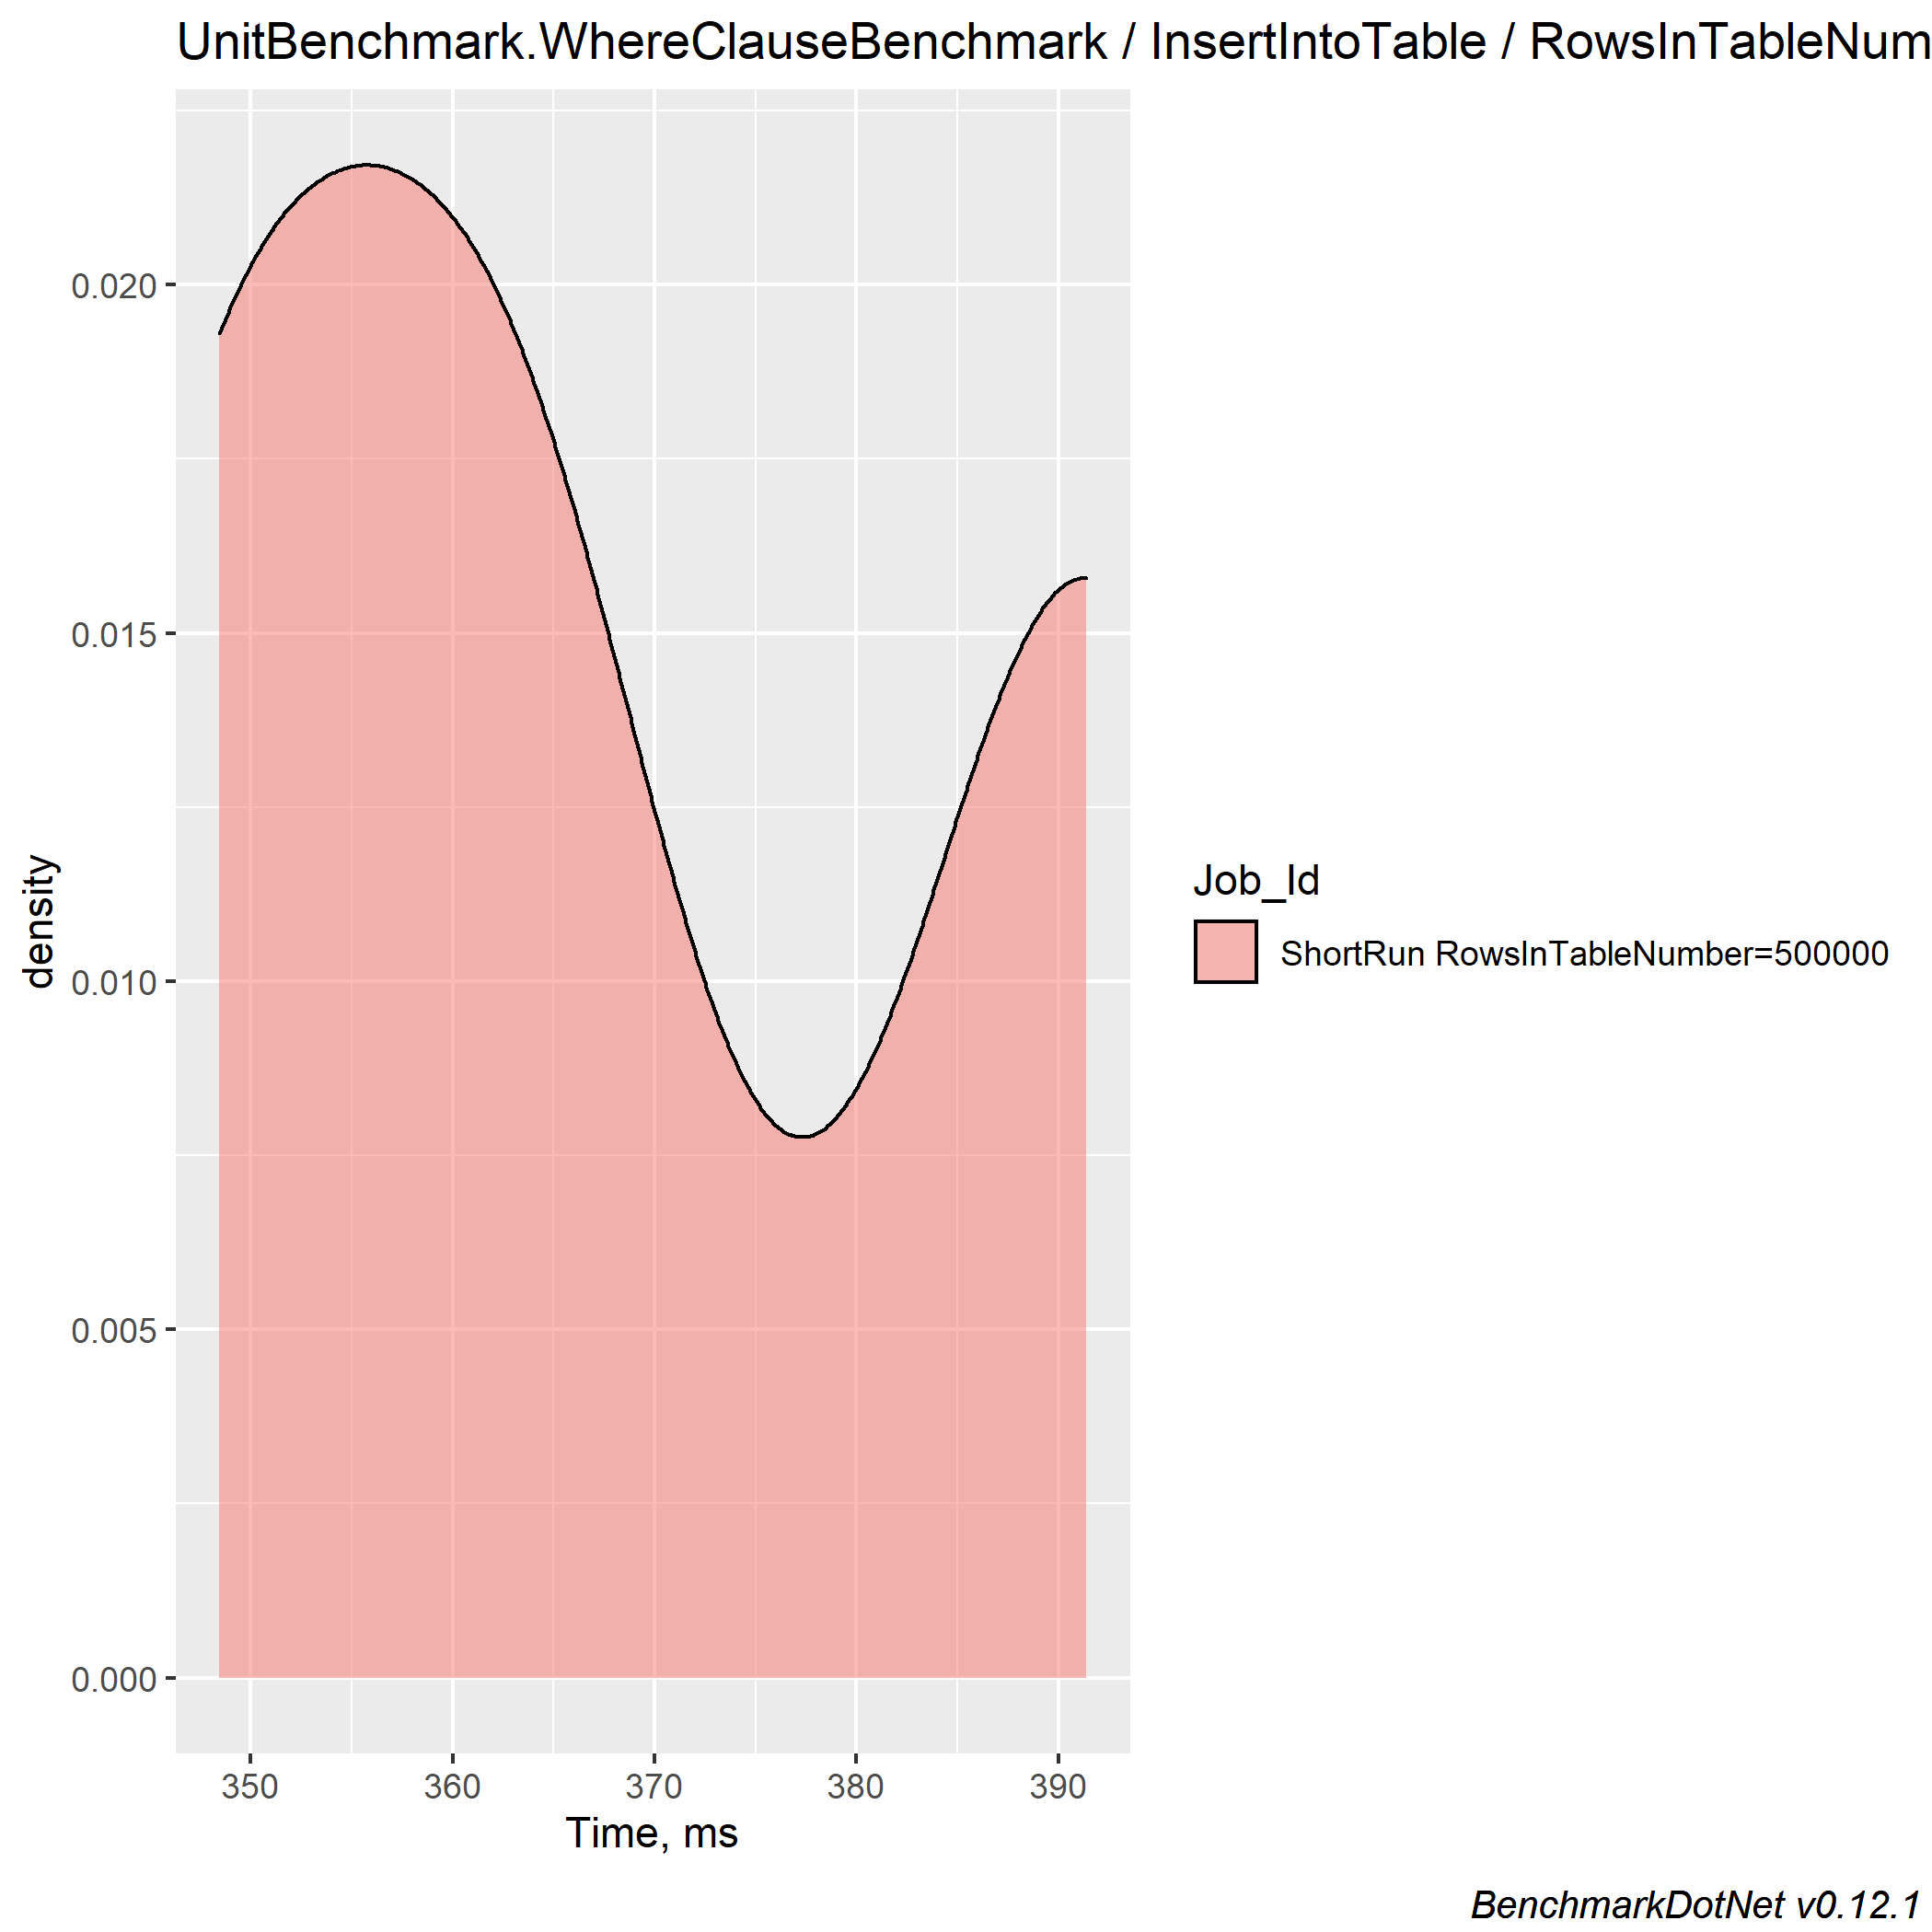 UnitBenchmark.WhereClauseBenchmark / InsertIntoTable / RowsInTableNum
0.020
0.015
0.010
0.005
0.000
density
350 360 370 380 390
Time, ms
Job_Id
ShortRun RowsInTableNumber=500000
BenchmarkDotNet v0.12.1